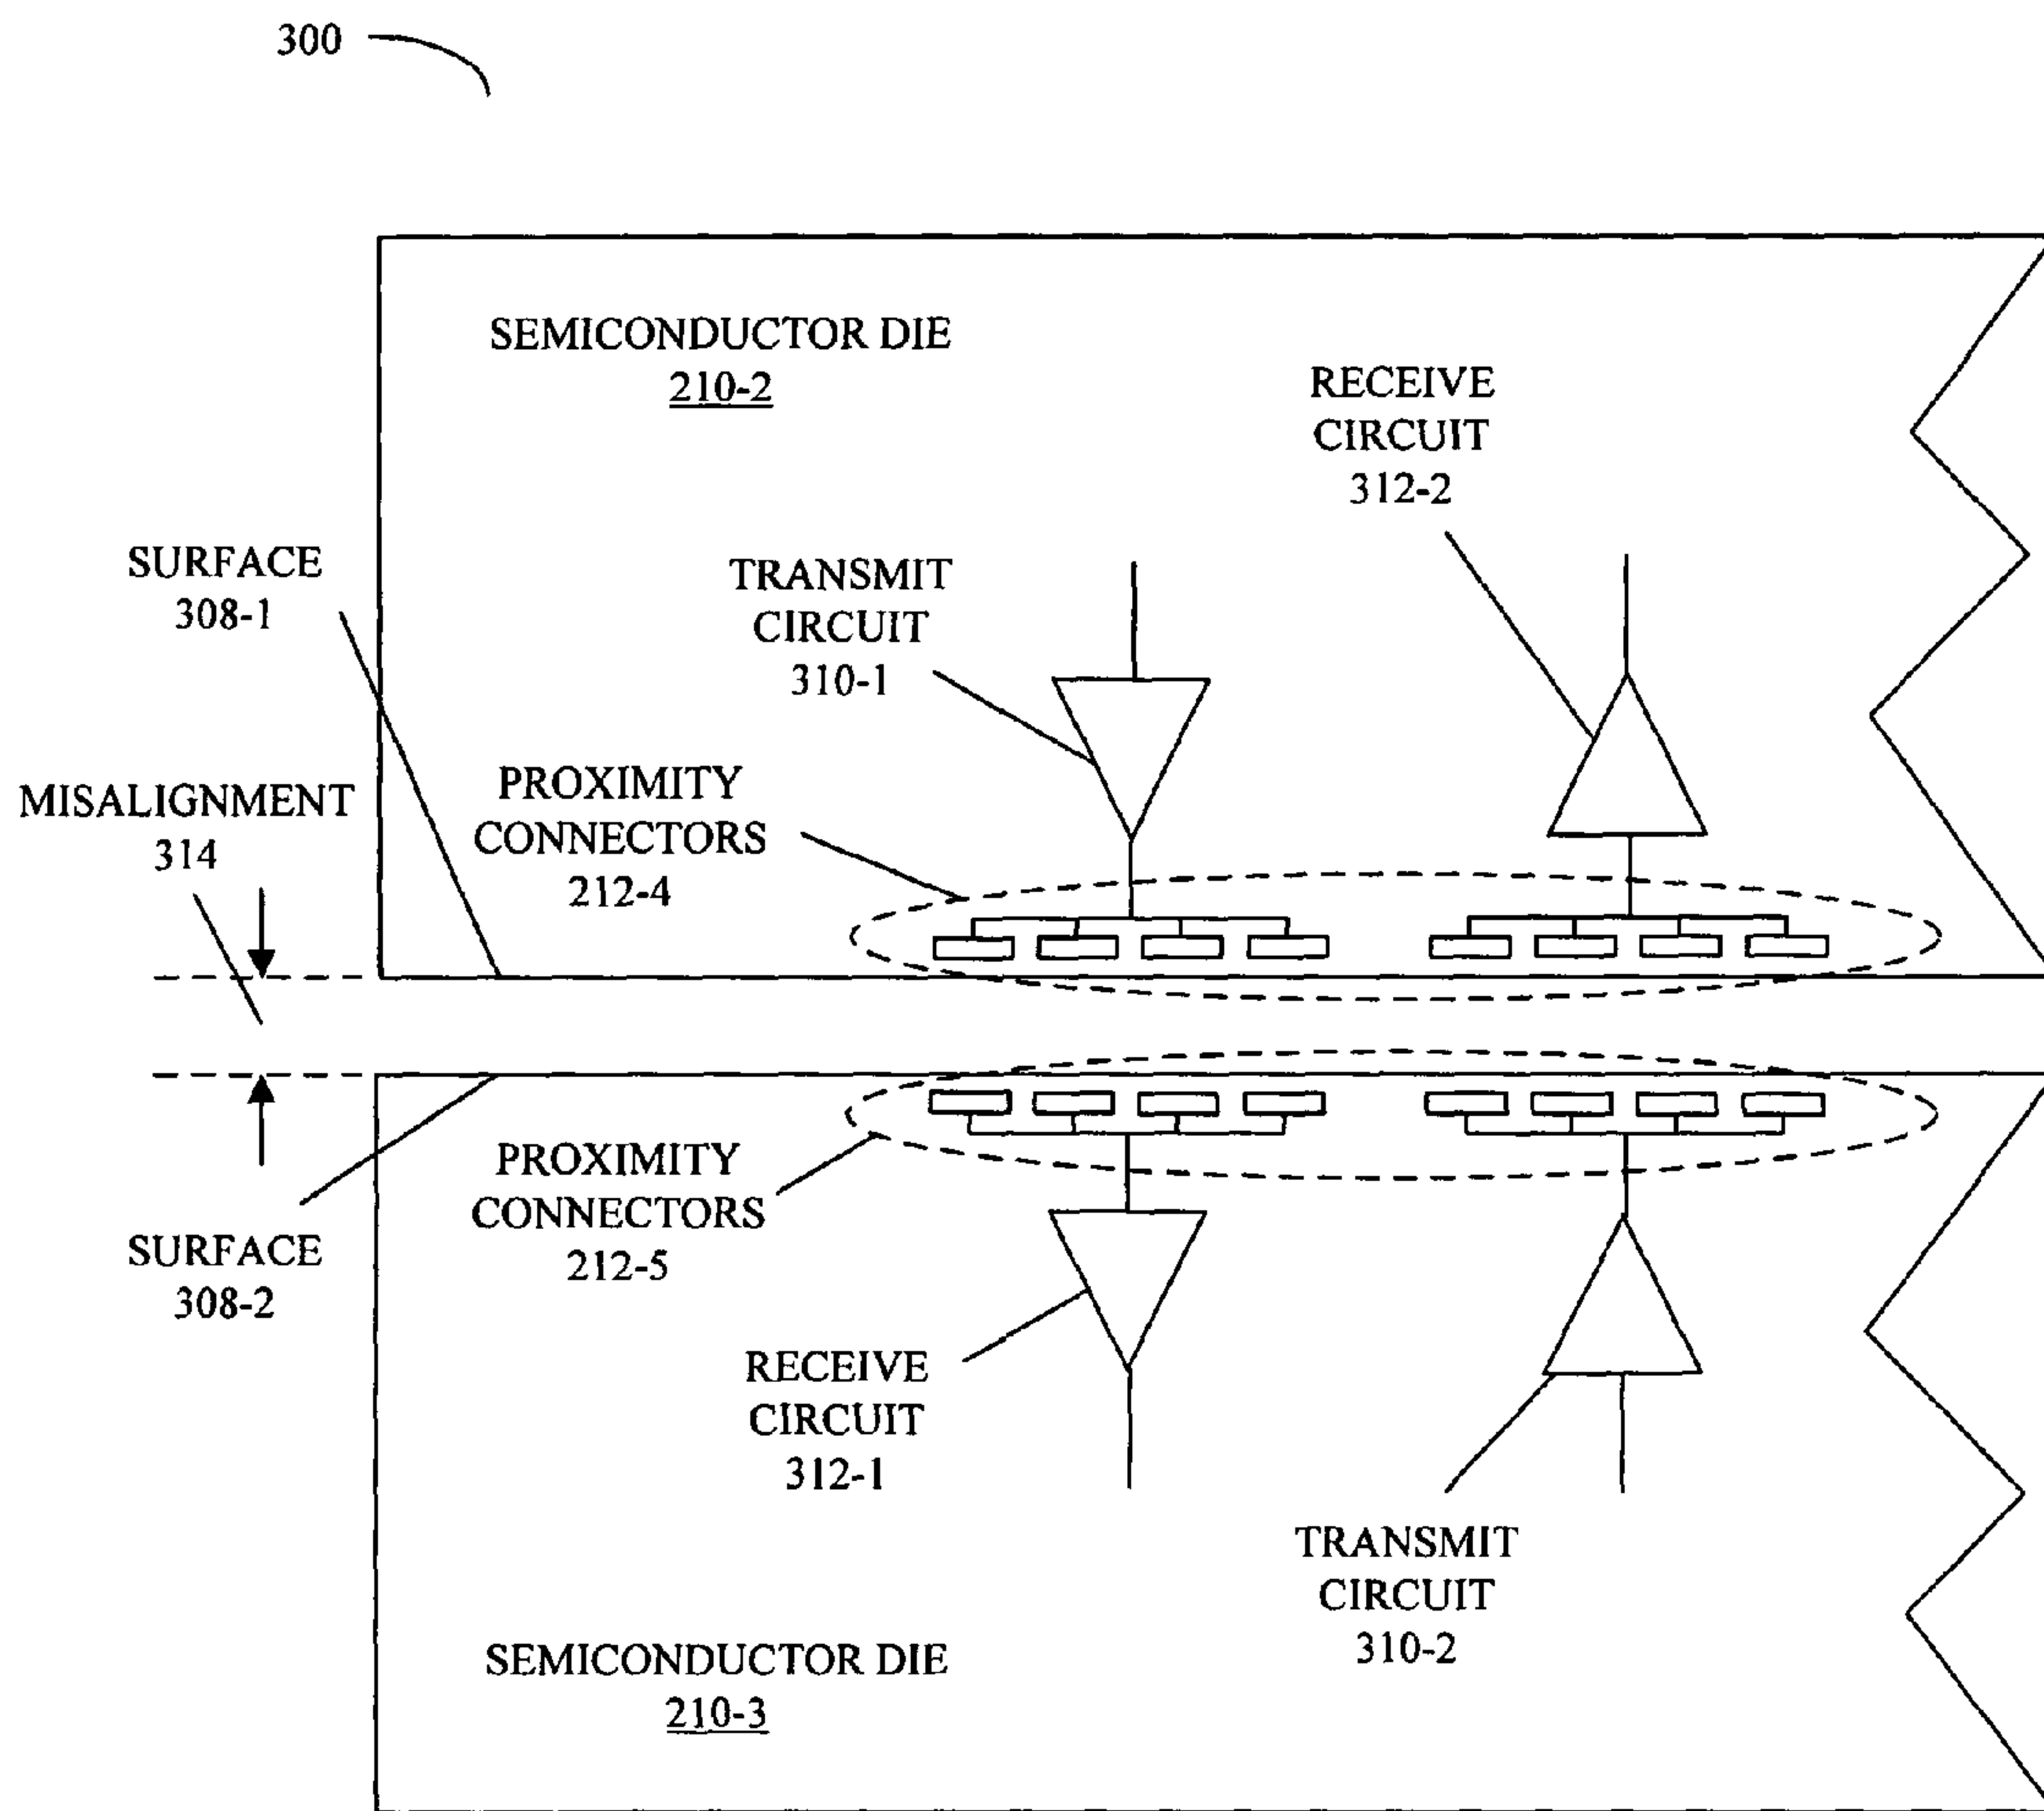 300
SEMICONDUCTOR DIE
210-2
RECEIVE
CIRCUIT
312-2
SURFACE
308-1
TRANSMIT
CIRCUIT
310-1
MISALIGNMENT
314
PROXIMITY
CONNECTORS
212-4
PROXIMITY
CONNECTORS
212-5
SURFACE
308-2
RECEIVE
CIRCUIT
312-1
TRANSMIT
CIRCUIT
310-2
SEMICONDUCTOR DIE
210-3